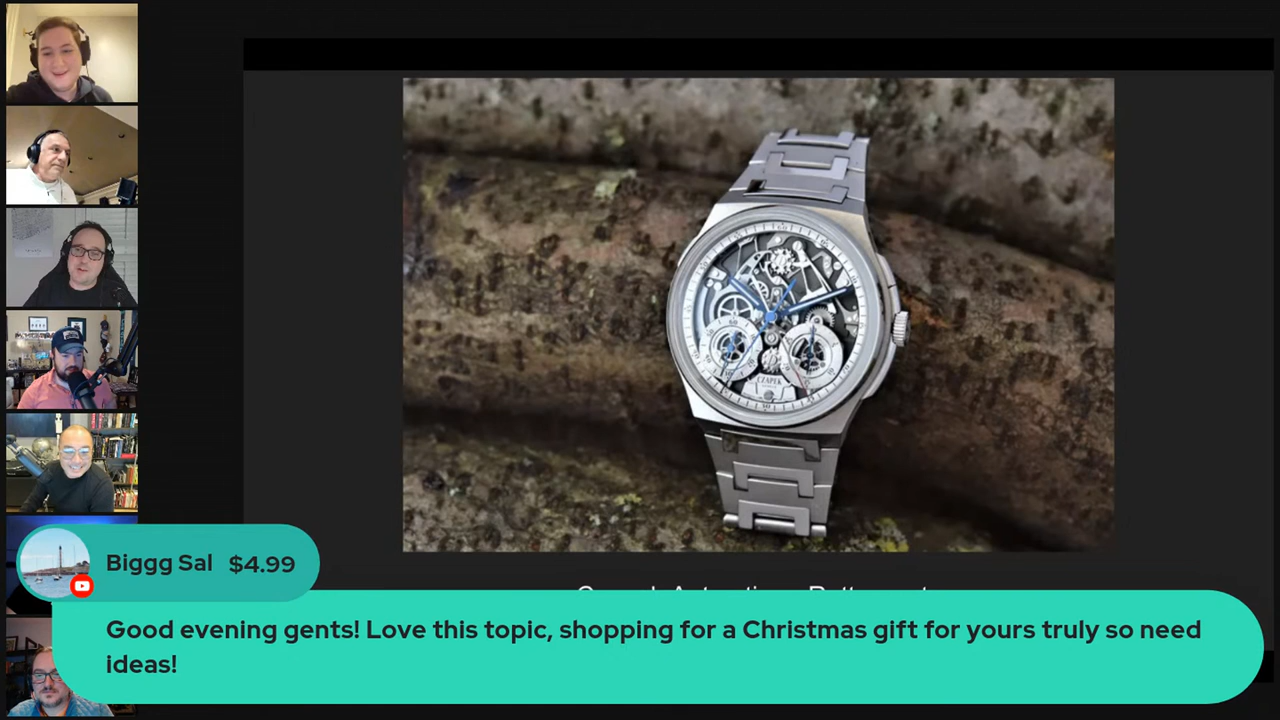 CZAPEK
Biggg Sal $4.99
Good evening gents! Love this topic, shopping for a Christmas gift for yours truly so need
ideas!